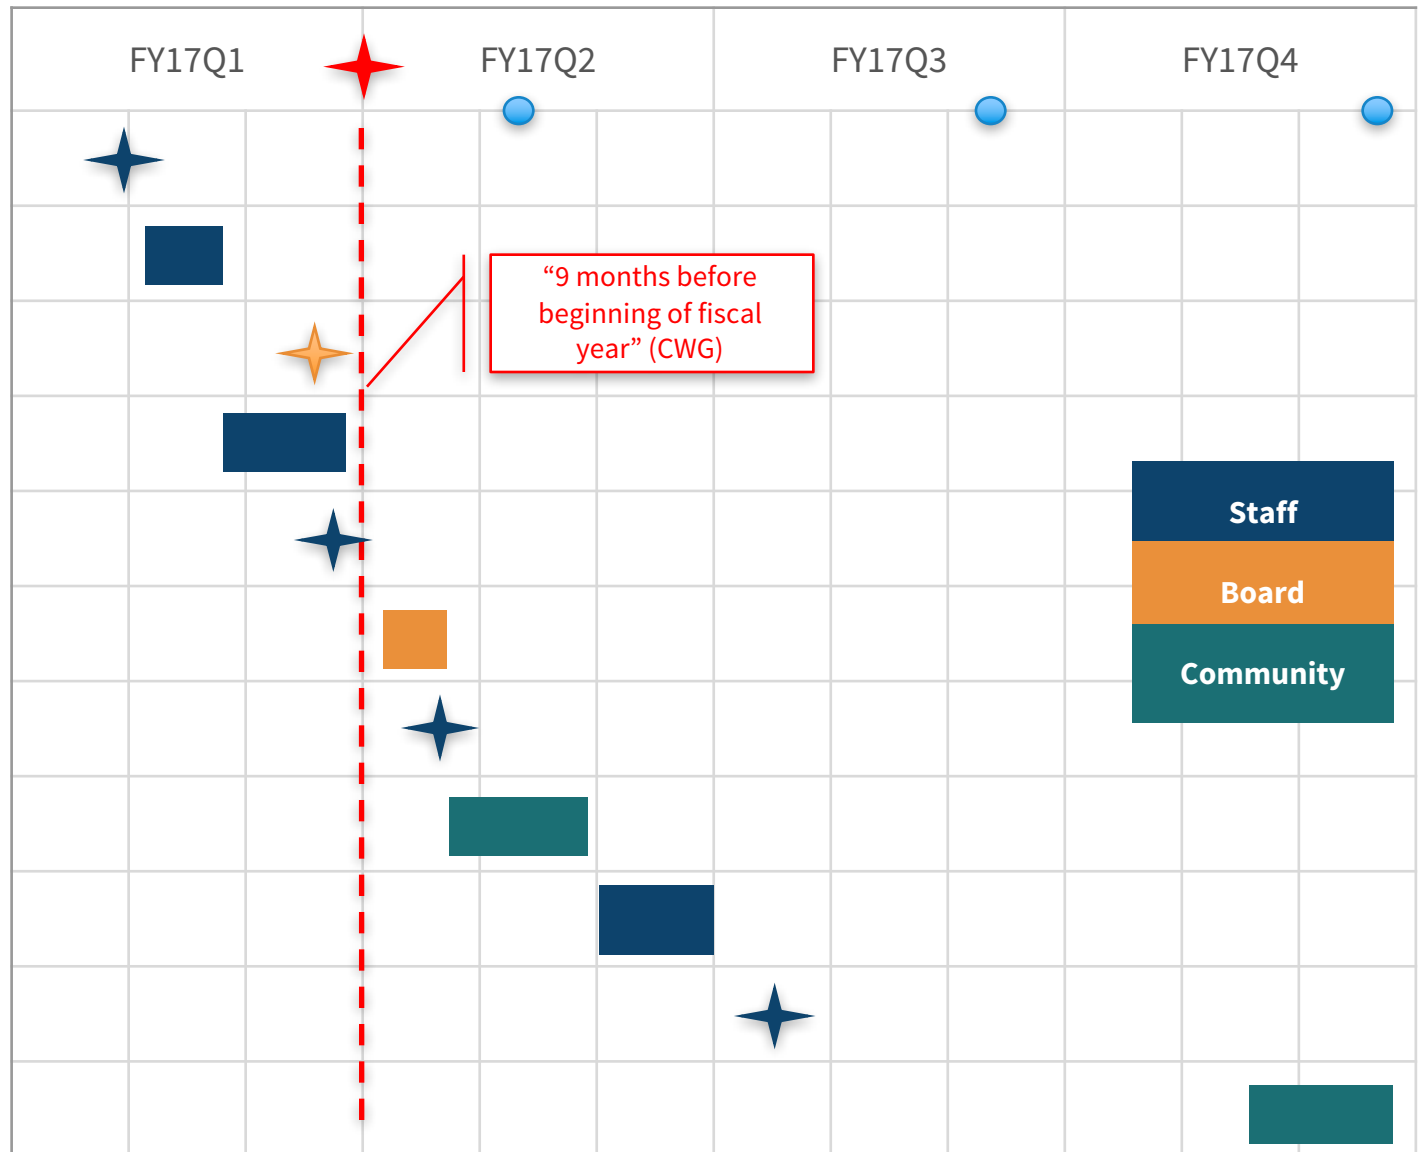 FY17Q1
FY17Q2
FY17Q3
FY17Q4
“9 months before
beginning of fiscal
year” (CWG)
Staff
Board
Community